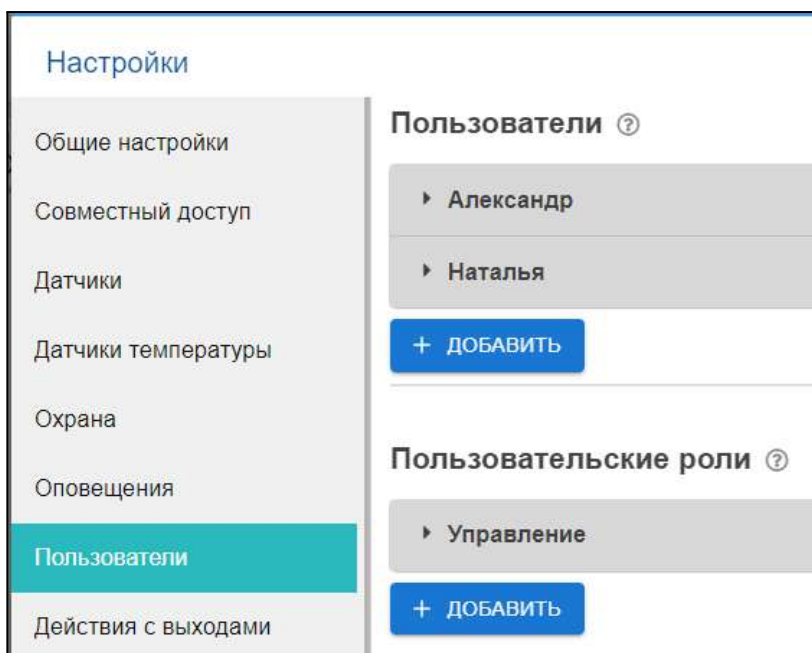 Настройки
Общие настройки
Совместный доступ
Датчики
Датчики температуры
Охрана
Оповещения
Пользователи
Действия с выходами
Пользователи ?
Александр
Наталья
+ ДОБАВИТЬ
Пользовательские роли ?
Управление
+ ДОБАВИТЬ